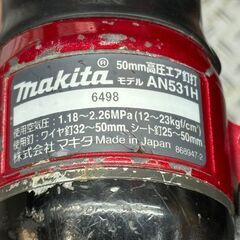 makita® 50mm高圧エア釘打
モデル AN531H
6498
使用空気圧:1.18~2.26MPa(12~23kgf/cm²)
使用釘:ワイヤ釘32~50mm、シート釘25~50mm
株式会社マキタ Made in Japan 868947-2